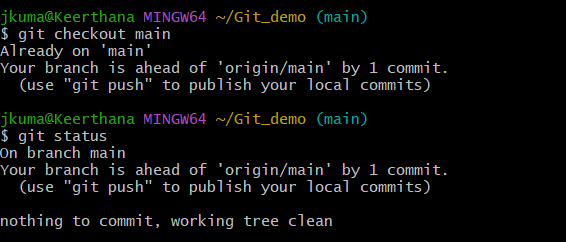 jkuma@Keerthana MINGW64 ~/Git_demo (main)
$ git checkout main
Already on 'main'
Your branch is ahead of 'origin/main' by 1 commit.
  (use "git push" to publish your local commits)

jkuma@Keerthana MINGW64 ~/Git_demo (main)
$ git status
On branch main
Your branch is ahead of 'origin/main' by 1 commit.
  (use "git push" to publish your local commits)

nothing to commit, working tree clean